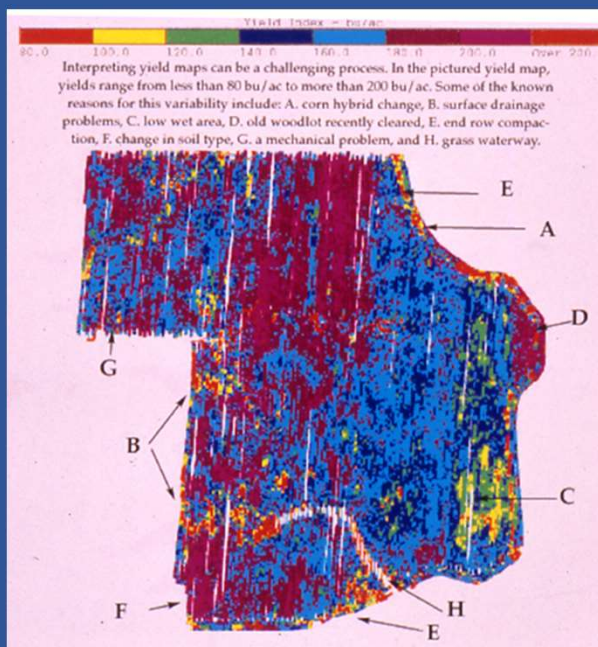 Yield Index - bu/ac
80.0 100.0 120.0 140.0 160.0 180.0 200.0 Over 220
Interpreting yield maps can be a challenging process. In the pictured yield map,
yields range from less than 80 bu/ac to more than 200 bu/ac. Some of the known
reasons for this variability include: A. corn hybrid change, B. surface drainage
problems, C. low wet area, D. old woodlot recently cleared, E. end row compac-
tion, F. change in soil type, G. a mechanical problem, and H. grass waterway.
E
A
D
G
B
C
H
F
E